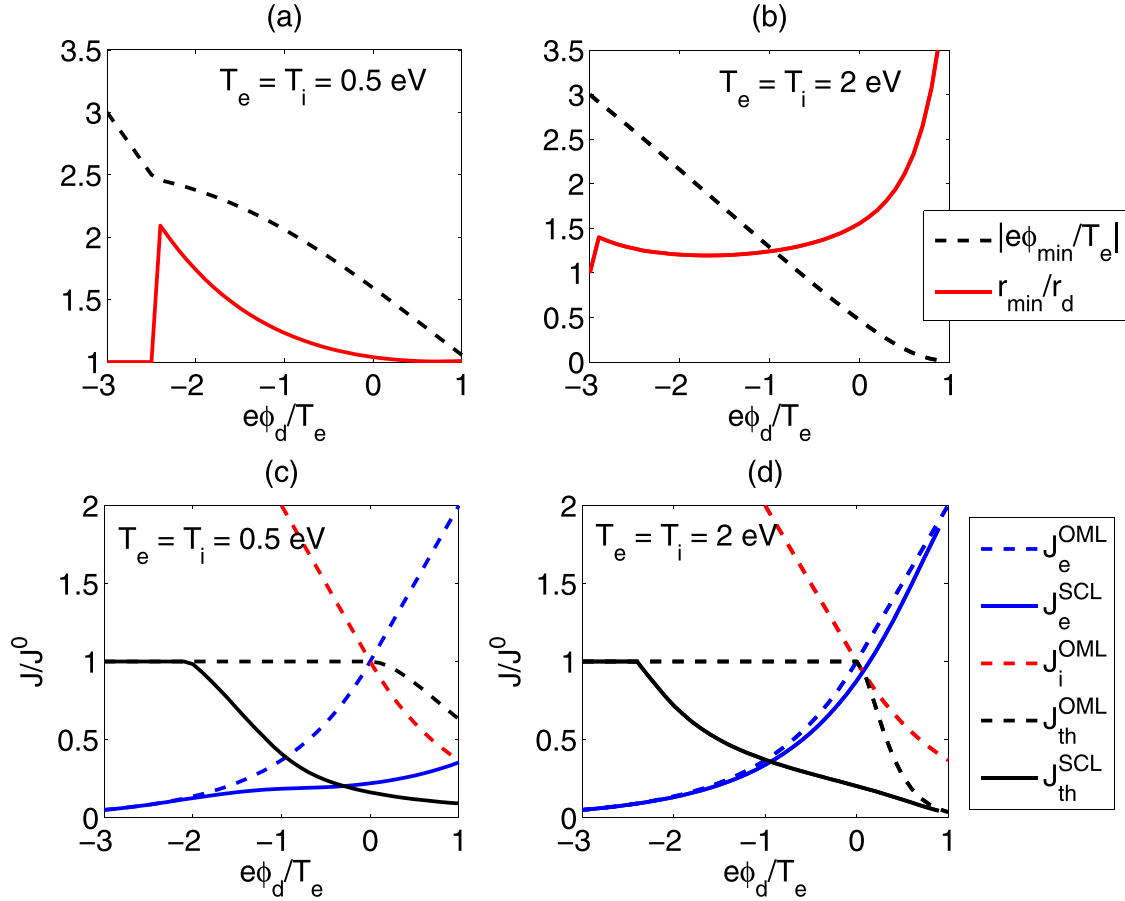 (a)
T_e = T_i = 0.5 eV
3.5
3
2.5
2
1.5
1
−3
−2
−1
0
1
eϕ_d/T_e
(b)
T_e = T_i = 2 eV
3.5
3
2.5
2
1.5
1
0.5
0
−3
−2
−1
0
1
eϕ_d/T_e
|eϕ_min/T_e|
r_min/r_d
(c)
T_e = T_i = 0.5 eV
J/J^0
2
1.5
1
0.5
0
−3
−2
−1
0
1
eϕ_d/T_e
(d)
T_e = T_i = 2 eV
J/J^0
2
1.5
1
0.5
0
−3
−2
−1
0
1
eϕ_d/T_e
J_e^OML
J_e^SCL
J_i^OML
J_th^OML
J_th^SCL